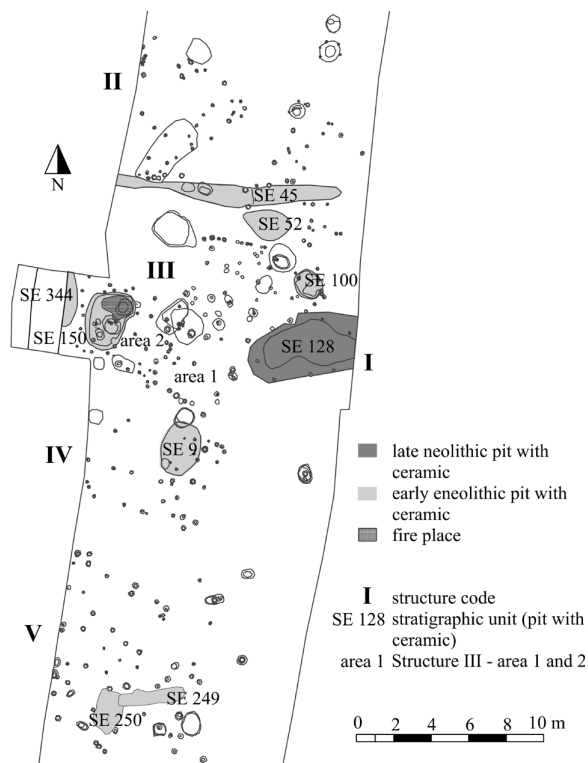 II
N
SE 45
SE 52
III
SE 100
SE 344
SE 150
area 2
SE 128
area 1
I
IV
SE 9
late neolithic pit with
ceramic
early eneolithic pit with
ceramic
fire place
I structure code
SE 128 stratigraphic unit (pit with
ceramic)
area 1 Structure III - area 1 and 2
V
SE 249
SE 250
0 2 4 6 8 10 m